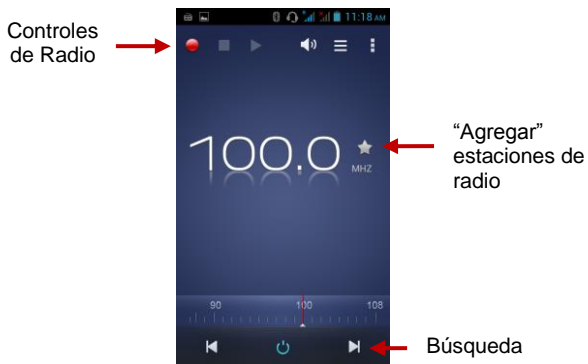 11:18 AM
Controles
de Radio
100.0
MHZ
“Agregar”
estaciones de
radio
90 100 108
Búsqueda